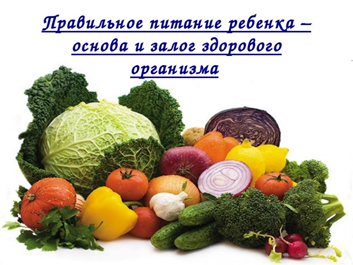 Правильное питание ребенка –
основа и залог здорового
организма